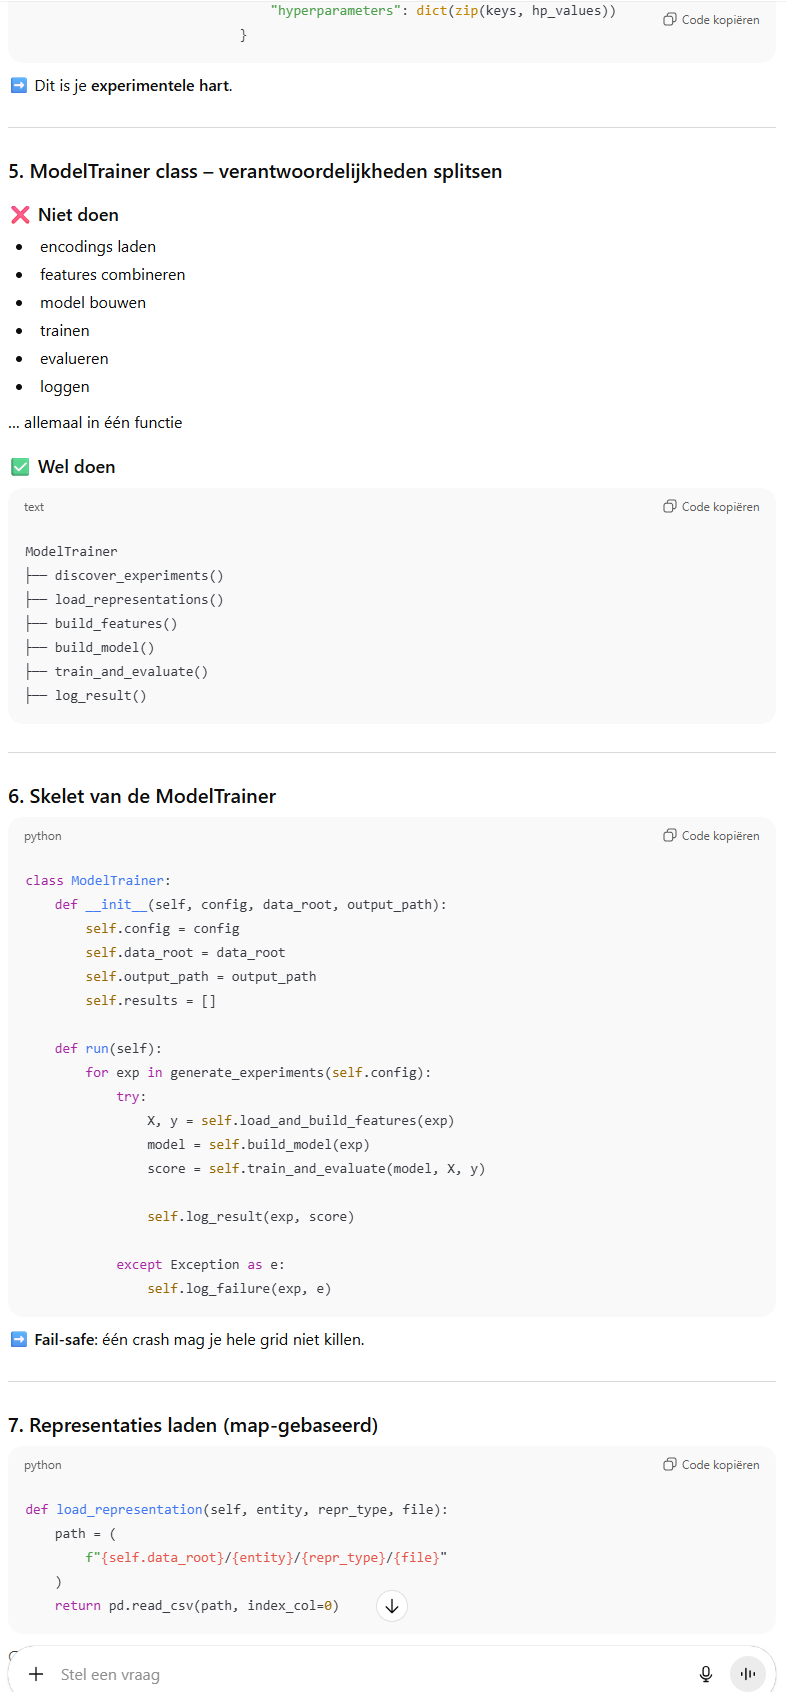 "hyperparameters": dict(zip(keys, hp_values))
Code kopiëren
}
➡️ Dit is je experimentele hart.
5. ModelTrainer class – verantwoordelijkheden splitsen
❌ Niet doen
• encodings laden
• features combineren
• model bouwen
• trainen
• evalueren
• loggen
… allemaal in één functie
✅ Wel doen
text
Code kopiëren
ModelTrainer
├── discover_experiments()
├── load_representations()
├── build_features()
├── build_model()
├── train_and_evaluate()
├── log_result()
6. Skelet van de ModelTrainer
python
Code kopiëren
class ModelTrainer:
    def __init__(self, config, data_root, output_path):
        self.config = config
        self.data_root = data_root
        self.output_path = output_path
        self.results = []
    def run(self):
        for exp in generate_experiments(self.config):
            try:
                X, y = self.load_and_build_features(exp)
                model = self.build_model(exp)
                score = self.train_and_evaluate(model, X, y)
                self.log_result(exp, score)
            except Exception as e:
                self.log_failure(exp, e)
➡️ Fail-safe: één crash mag je hele grid niet killen.
7. Representaties laden (map-gebaseerd)
python
Code kopiëren
def load_representation(self, entity, repr_type, file):
    path = (
        f"{self.data_root}/{entity}/{repr_type}/{file}"
    )
    return pd.read_csv(path, index_col=0)
Stel een vraag